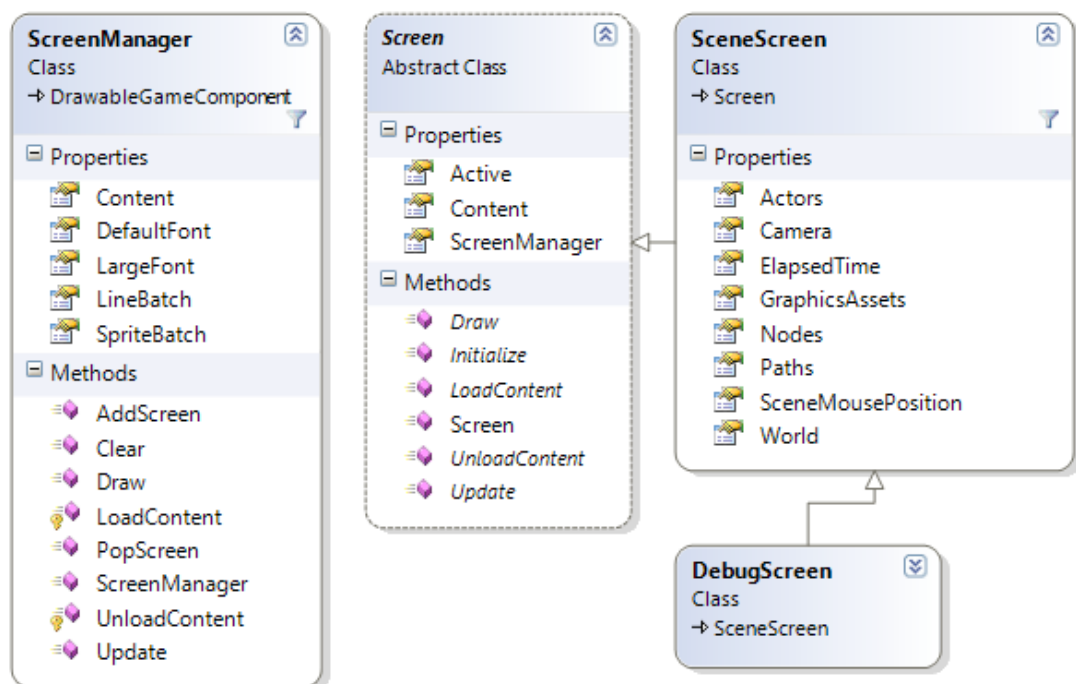 ScreenManager
Class
DrawableGameComponent
Properties
Content
DefaultFont
LargeFont
LineBatch
SpriteBatch
Methods
AddScreen
Clear
Draw
LoadContent
PopScreen
ScreenManager
UnloadContent
Update
Screen
Abstract Class
Properties
Active
Content
ScreenManager
Methods
Draw
Initialize
LoadContent
Screen
UnloadContent
Update
SceneScreen
Class
Screen
Properties
Actors
Camera
ElapsedTime
GraphicsAssets
Nodes
Paths
SceneMousePosition
World
DebugScreen
Class
SceneScreen